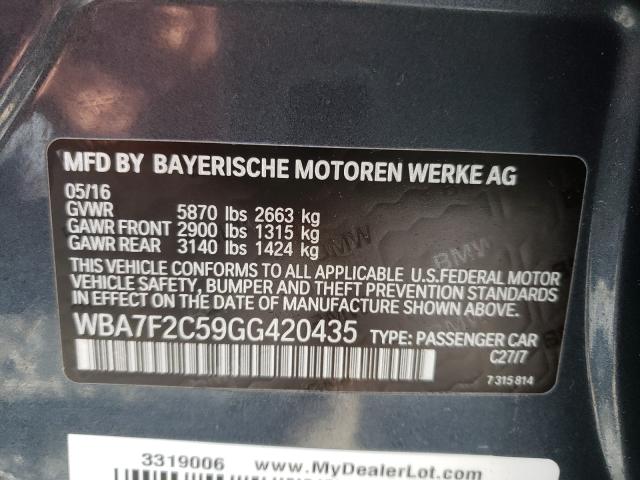 MFD BY BAYERISCHE MOTOREN WERKE AG
05/16
GVWR 5870 lbs 2663 kg
GAWR FRONT 2900 lbs 1315 kg
GAWR REAR 3140 lbs 1424 kg
THIS VEHICLE CONFORMS TO ALL APPLICABLE U.S.FEDERAL MOTOR
VEHICLE SAFETY, BUMPER AND THEFT PREVENTION STANDARDS
IN EFFECT ON THE DATE OF MANUFACTURE SHOWN ABOVE.
WBA7F2C59GG420435 TYPE: PASSENGER CAR
C27/7
7315814
3319006 www.MyDealerLot.com